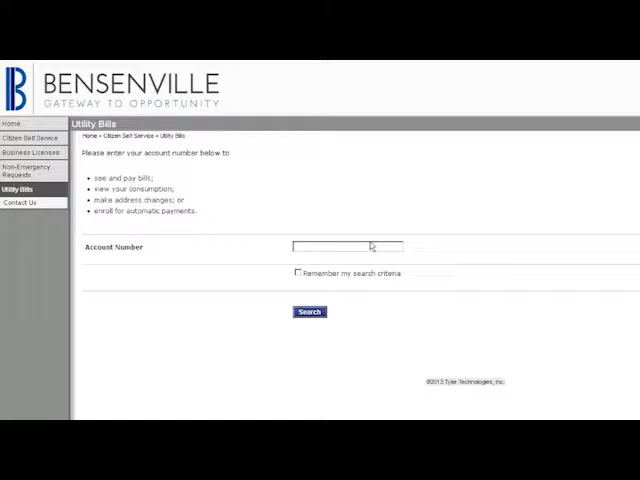 BENSENVILLE
GATEWAY TO OPPORTUNITY
Home
Citizen Self Service
Business Licenses
Non-Emergency
Requests
Utility Bills
Contact Us
Utility Bills
Home > Citizen Self Service > Utility Bills
Please enter your account number below to
• see and pay bills;
• view your consumption;
• make address changes; or
• enroll for automatic payments.
Account Number
Remember my search criteria
Search
©2013 Tyler Technologies, Inc.